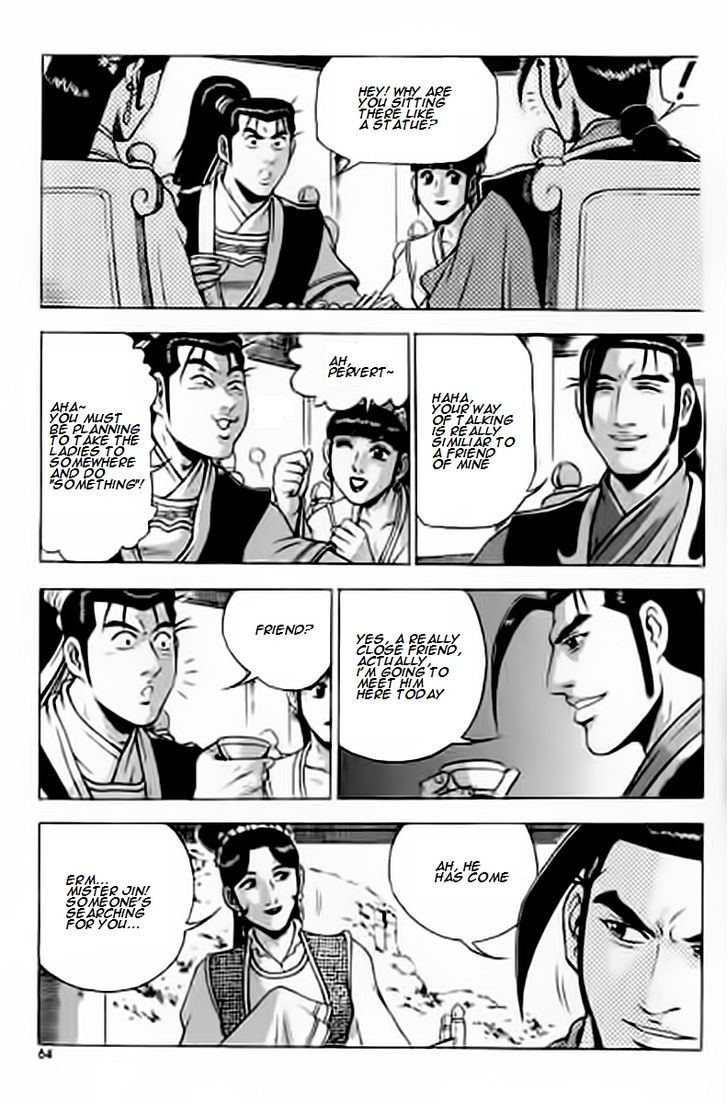 HEY! WHY ARE
YOU SITTING
THERE LIKE
A STATUE?
!
AHA~
YOU MUST
BE PLANNING
TO TAKE THE
LADIES TO
SOMEWHERE
AND DO
"SOMETHING"!
AH,
PERVERT~
HAHA,
YOUR WAY
OF TALKING
IS REALLY
SIMILIAR TO
A FRIEND
OF MINE
FRIEND?
YES, A REALLY
CLOSE FRIEND,
ACTUALLY,
I'M GOING TO
MEET HIM
HERE TODAY
ERM...
MISTER JIN!
SOMEONE'S
SEARCHING
FOR YOU...
AH, HE
HAS COME
64